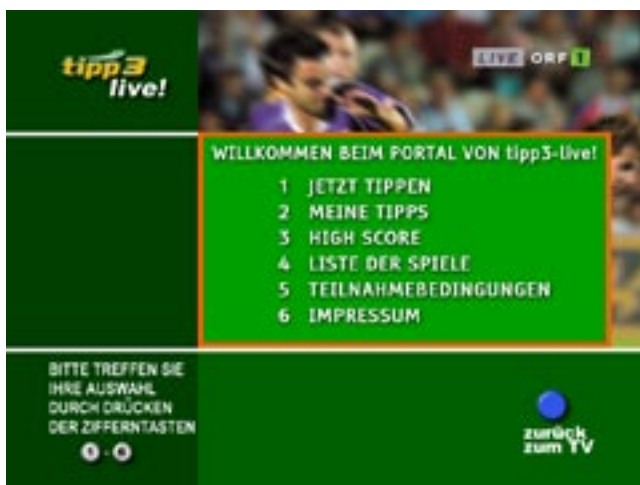 tipp3
live!
LIVE ORF 1
WILLKOMMEN BEIM PORTAL VON tipp3-live!
1 JETZT TIPPEN
2 MEINE TIPPS
3 HIGH SCORE
4 LISTE DER SPIELE
5 TEILNAHMEBEDINGUNGEN
6 IMPRESSUM
BITTE TREFFEN SIE
IHRE AUSWAHL
DURCH DRÜCKEN
DER ZIFFERNTASTEN
1 - 6
zurück
zum TV